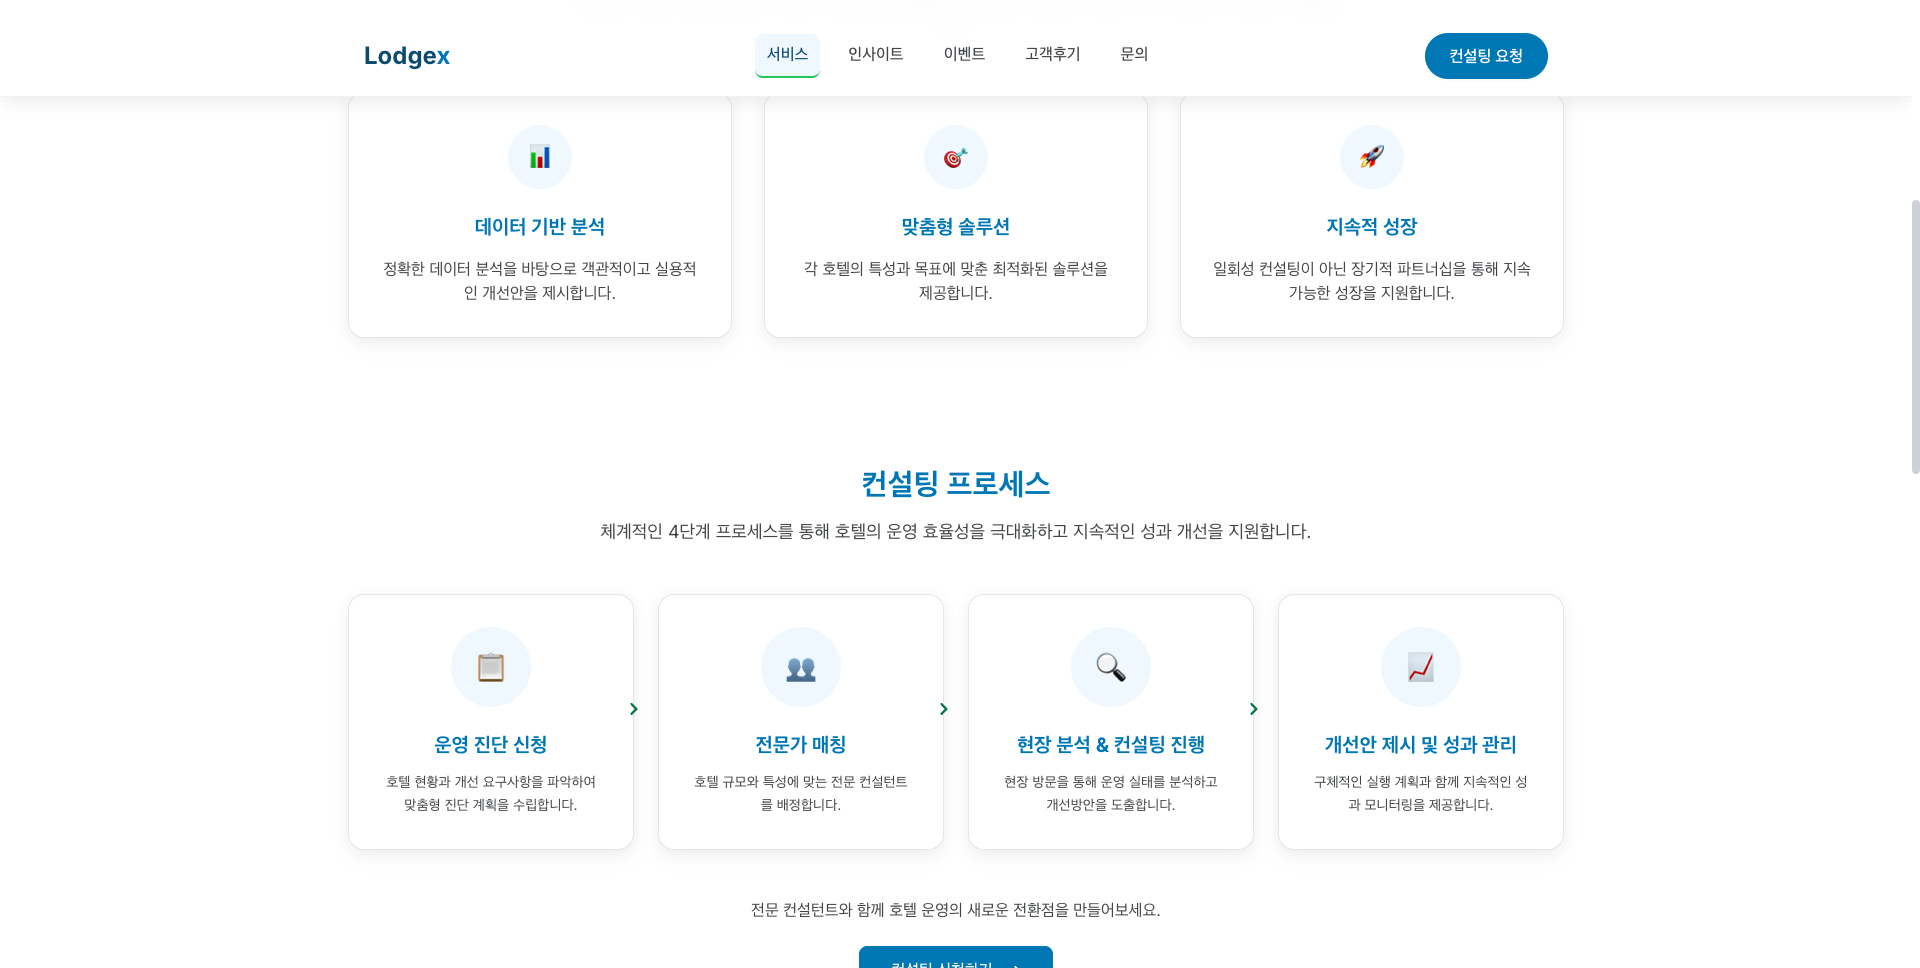 Lodgex
서비스
인사이트
이벤트
고객후기
문의
컨설팅 요청
데이터 기반 분석
정확한 데이터 분석을 바탕으로 객관적이고 실용적
인 개선안을 제시합니다.
맞춤형 솔루션
각 호텔의 특성과 목표에 맞춘 최적화된 솔루션을
제공합니다.
지속적 성장
일회성 컨설팅이 아닌 장기적 파트너십을 통해 지속
가능한 성장을 지원합니다.
컨설팅 프로세스
체계적인 4단계 프로세스를 통해 호텔의 운영 효율성을 극대화하고 지속적인 성과 개선을 지원합니다.
운영 진단 신청
호텔 현황과 개선 요구사항을 파악하여
맞춤형 진단 계획을 수립합니다.
전문가 매칭
호텔 규모와 특성에 맞는 전문 컨설턴트
를 배정합니다.
현장 분석 & 컨설팅 진행
현장 방문을 통해 운영 실태를 분석하고
개선방안을 도출합니다.
개선안 제시 및 성과 관리
구체적인 실행 계획과 함께 지속적인 성
과 모니터링을 제공합니다.
전문 컨설턴트와 함께 호텔 운영의 새로운 전환점을 만들어보세요.